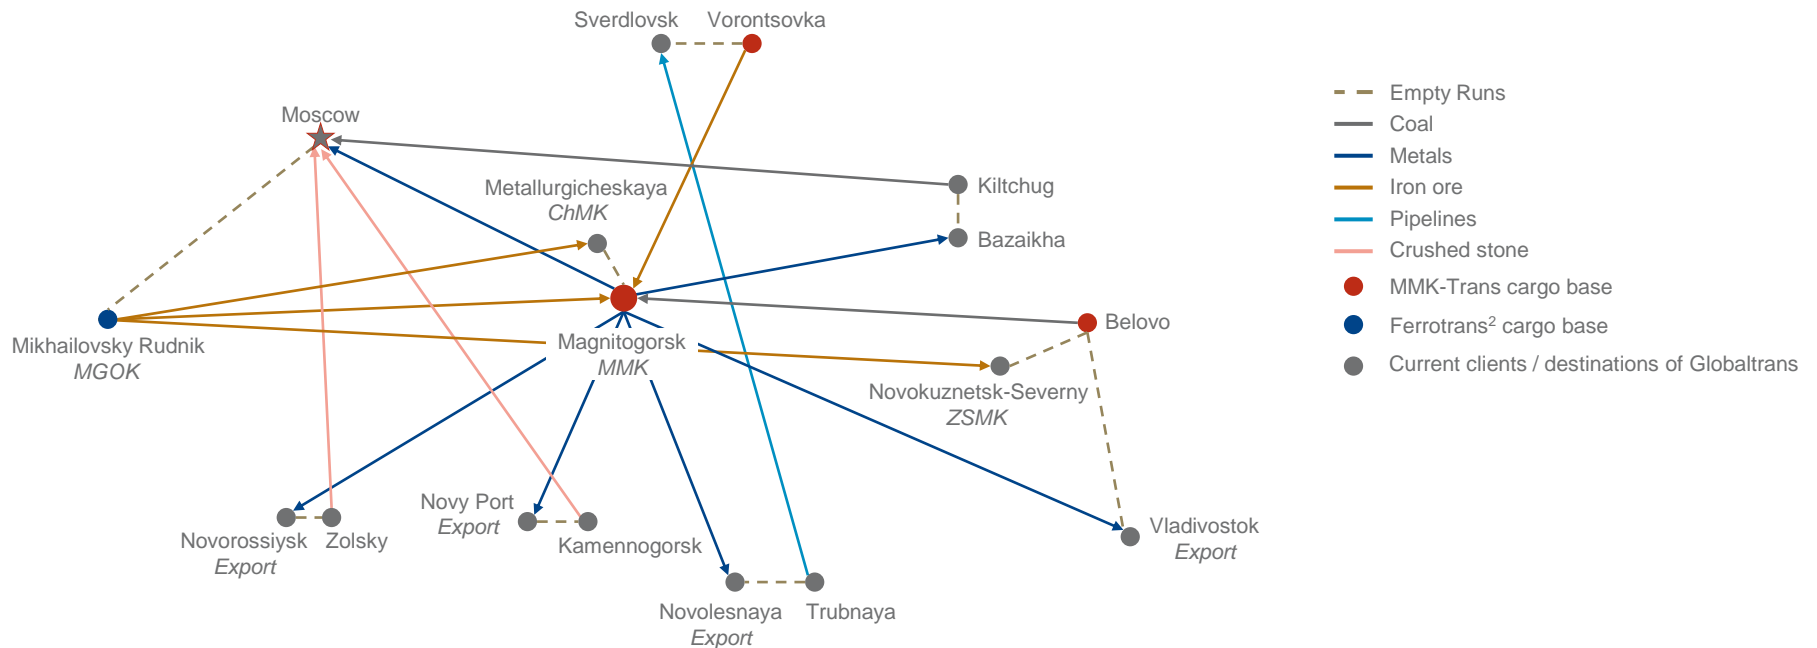 Sverdlovsk
Vorontsovka
Moscow
Metallurgicheskaya
ChMK
Kiltchug
Bazaikha
Mikhailovsky Rudnik
MGOK
Magnitogorsk
MMK
Belovo
Novokuznetsk-Severny
ZSMK
Novorossiysk
Export
Zolsky
Novy Port
Export
Kamennogorsk
Novolesnaya
Export
Trubnaya
Vladivostok
Export
Empty Runs
Coal
Metals
Iron ore
Pipelines
Crushed stone
MMK-Trans cargo base
Ferrotrans² cargo base
Current clients / destinations of Globaltrans